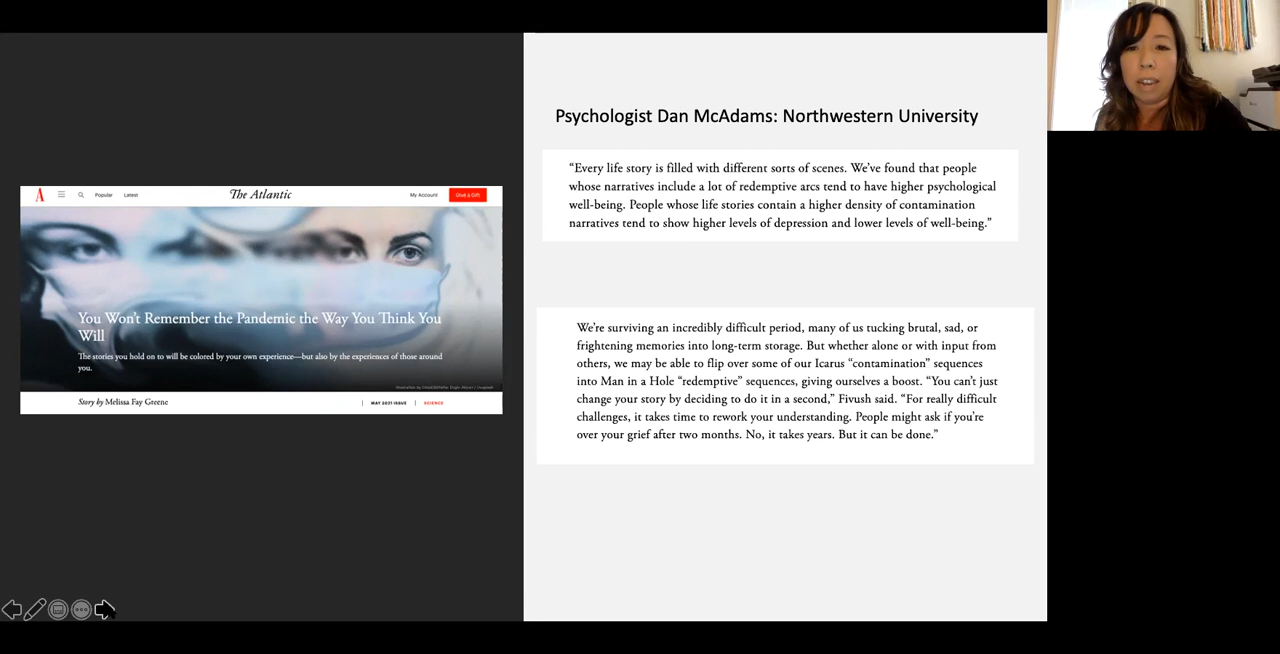 A
Popular
Latest
The Atlantic
My Account
Give a Gift
You Won’t Remember the Pandemic the Way You Think You
Will
The stories you hold on to will be colored by your own experience—but also by the experiences of those around
you.
Story by Melissa Fay Greene
MAY 2021 ISSUE
SCIENCE
Psychologist Dan McAdams: Northwestern University
“Every life story is filled with different sorts of scenes. We’ve found that people
whose narratives include a lot of redemptive arcs tend to have higher psychological
well-being. People whose life stories contain a higher density of contamination
narratives tend to show higher levels of depression and lower levels of well-being.”
We’re surviving an incredibly difficult period, many of us tucking brutal, sad, or
frightening memories into long-term storage. But whether alone or with input from
others, we may be able to flip over some of our Icarus “contamination” sequences
into Man in a Hole “redemptive” sequences, giving ourselves a boost. “You can’t just
change your story by deciding to do it in a second,” Fivush said. “For really difficult
challenges, it takes time to rework your understanding. People might ask if you’re
over your grief after two months. No, it takes years. But it can be done.”